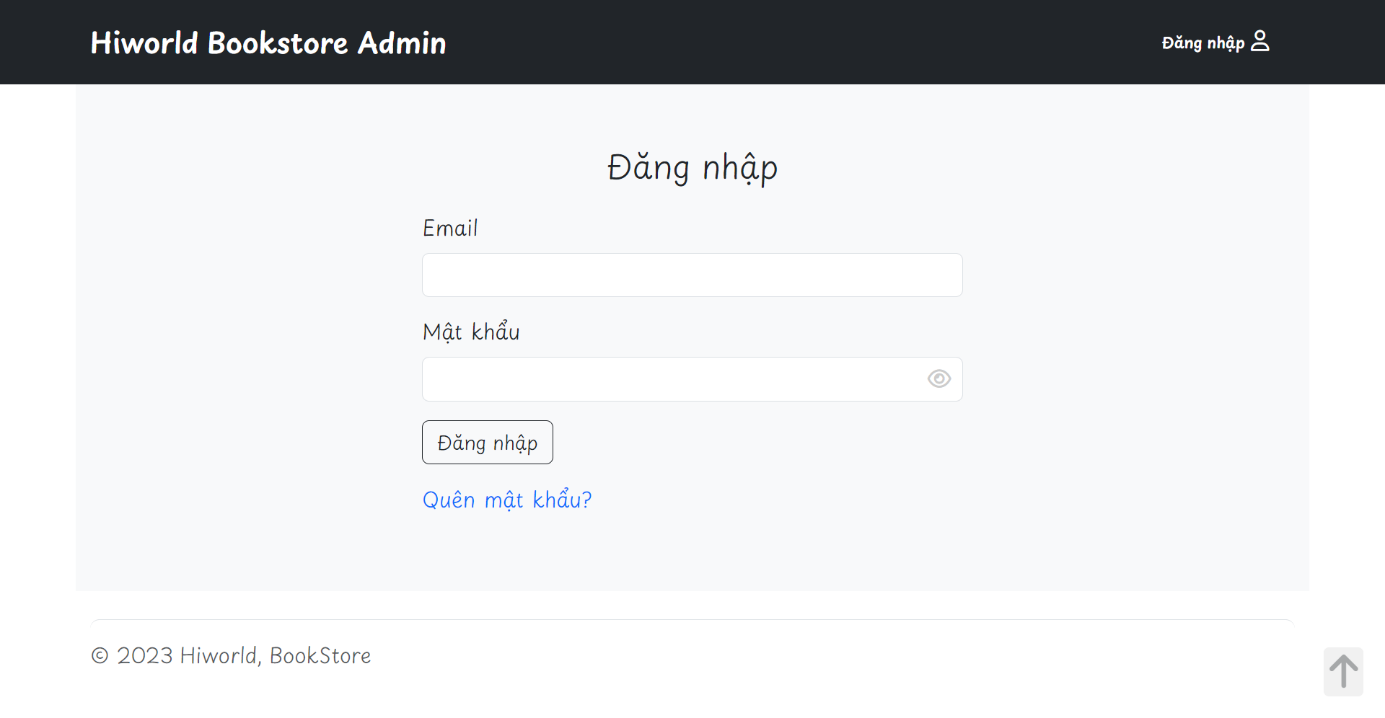 Hiworld Bookstore Admin
Đăng nhập
Đăng nhập
Email
Mật khẩu
Đăng nhập
Quên mật khẩu?
© 2023 Hiworld, BookStore